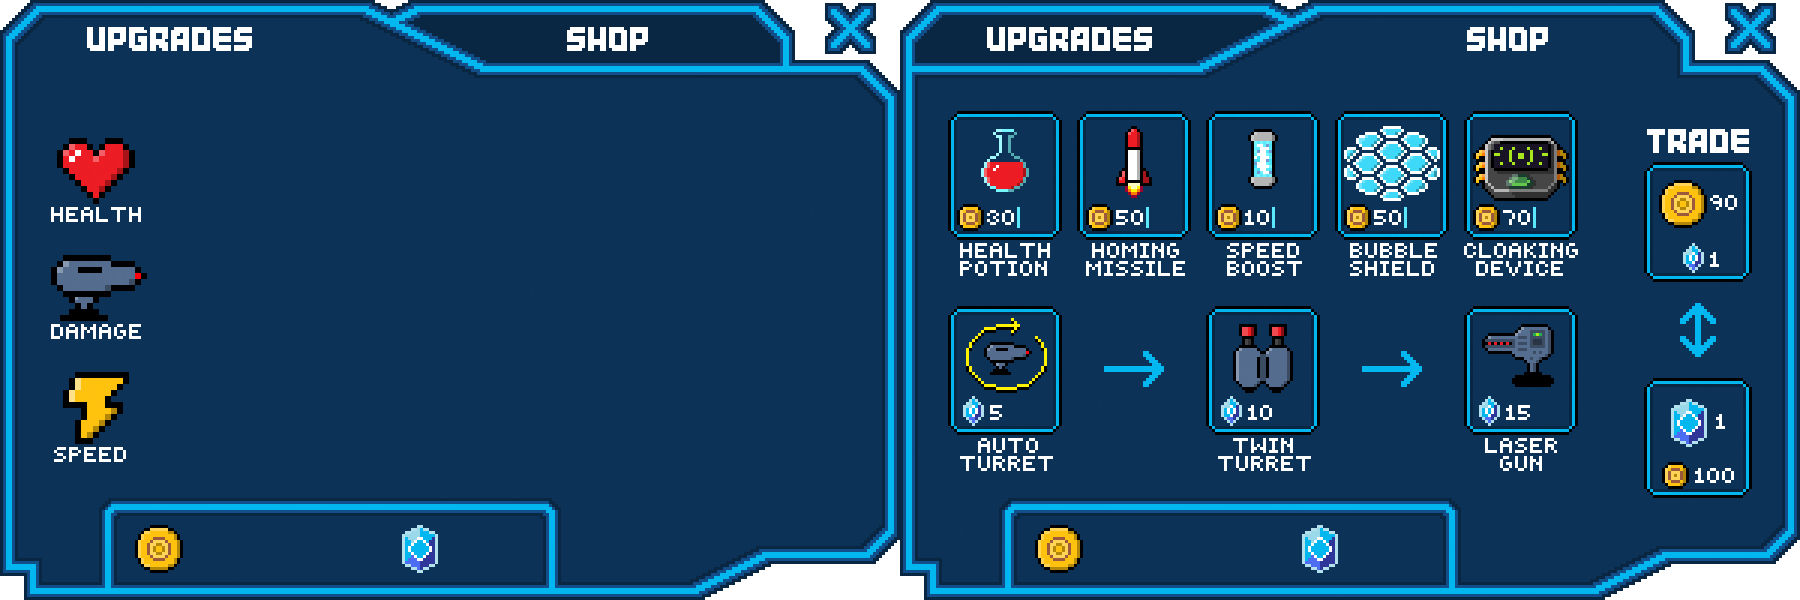 UPGRADES
SHOP
HEALTH
DAMAGE
SPEED
UPGRADES
SHOP
TRADE
30
50
10
50
70
HEALTH POTION
HOMING MISSILE
SPEED BOOST
BUBBLE SHIELD
CLOAKING DEVICE
90
1
5
10
15
AUTO TURRET
TWIN TURRET
LASER GUN
1
100